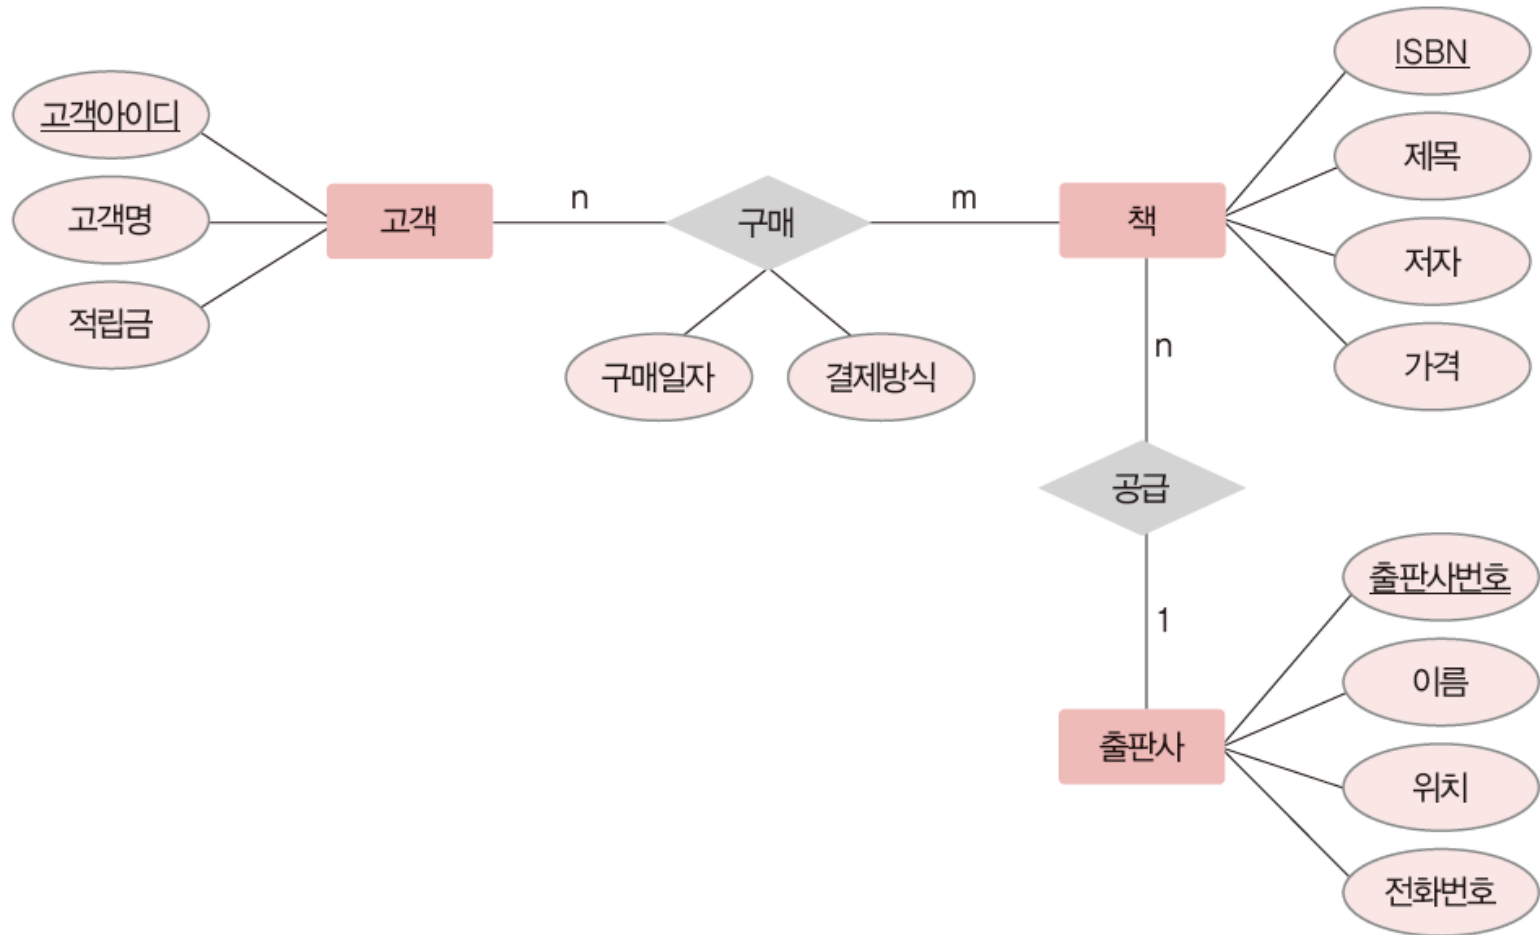 ISBN
고객아이디
제목
고객명
고객
n
구매
m
책
저자
적립금
구매일자
결제방식
n
가격
공급
출판사번호
1
이름
출판사
위치
전화번호